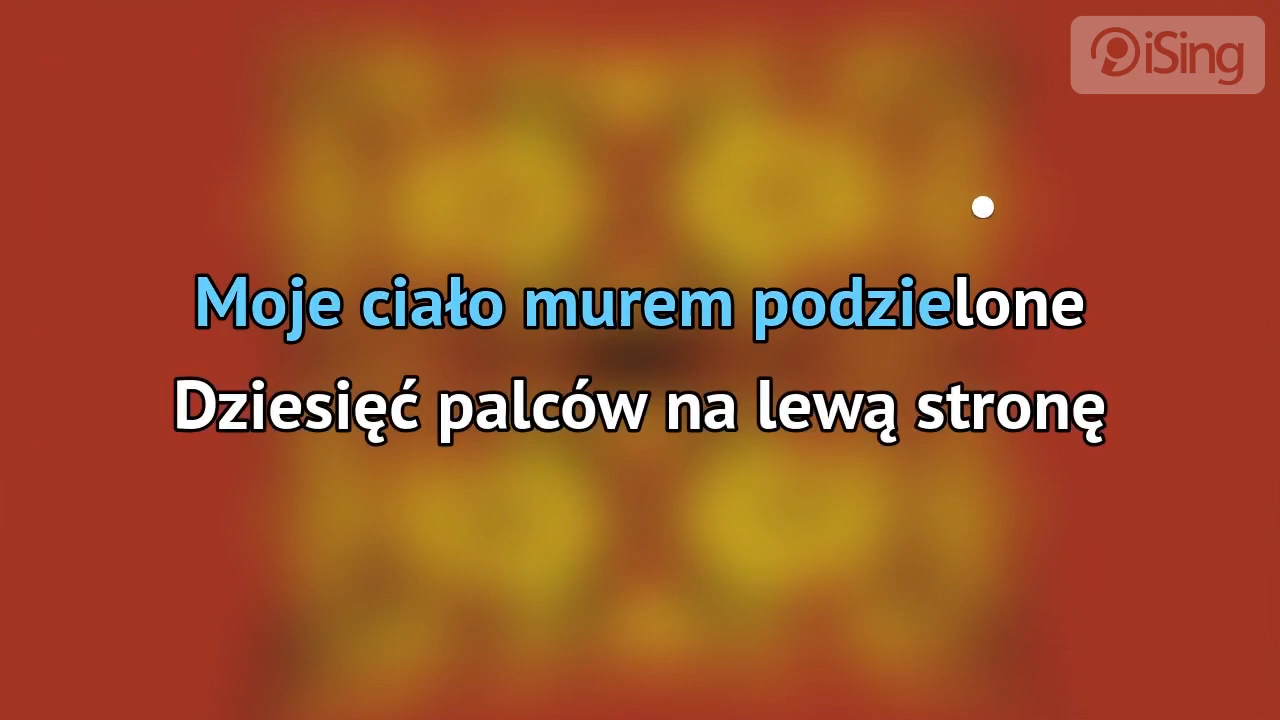 iSing
Moje ciało murem podzielone
Dziesięć palców na lewą stronę